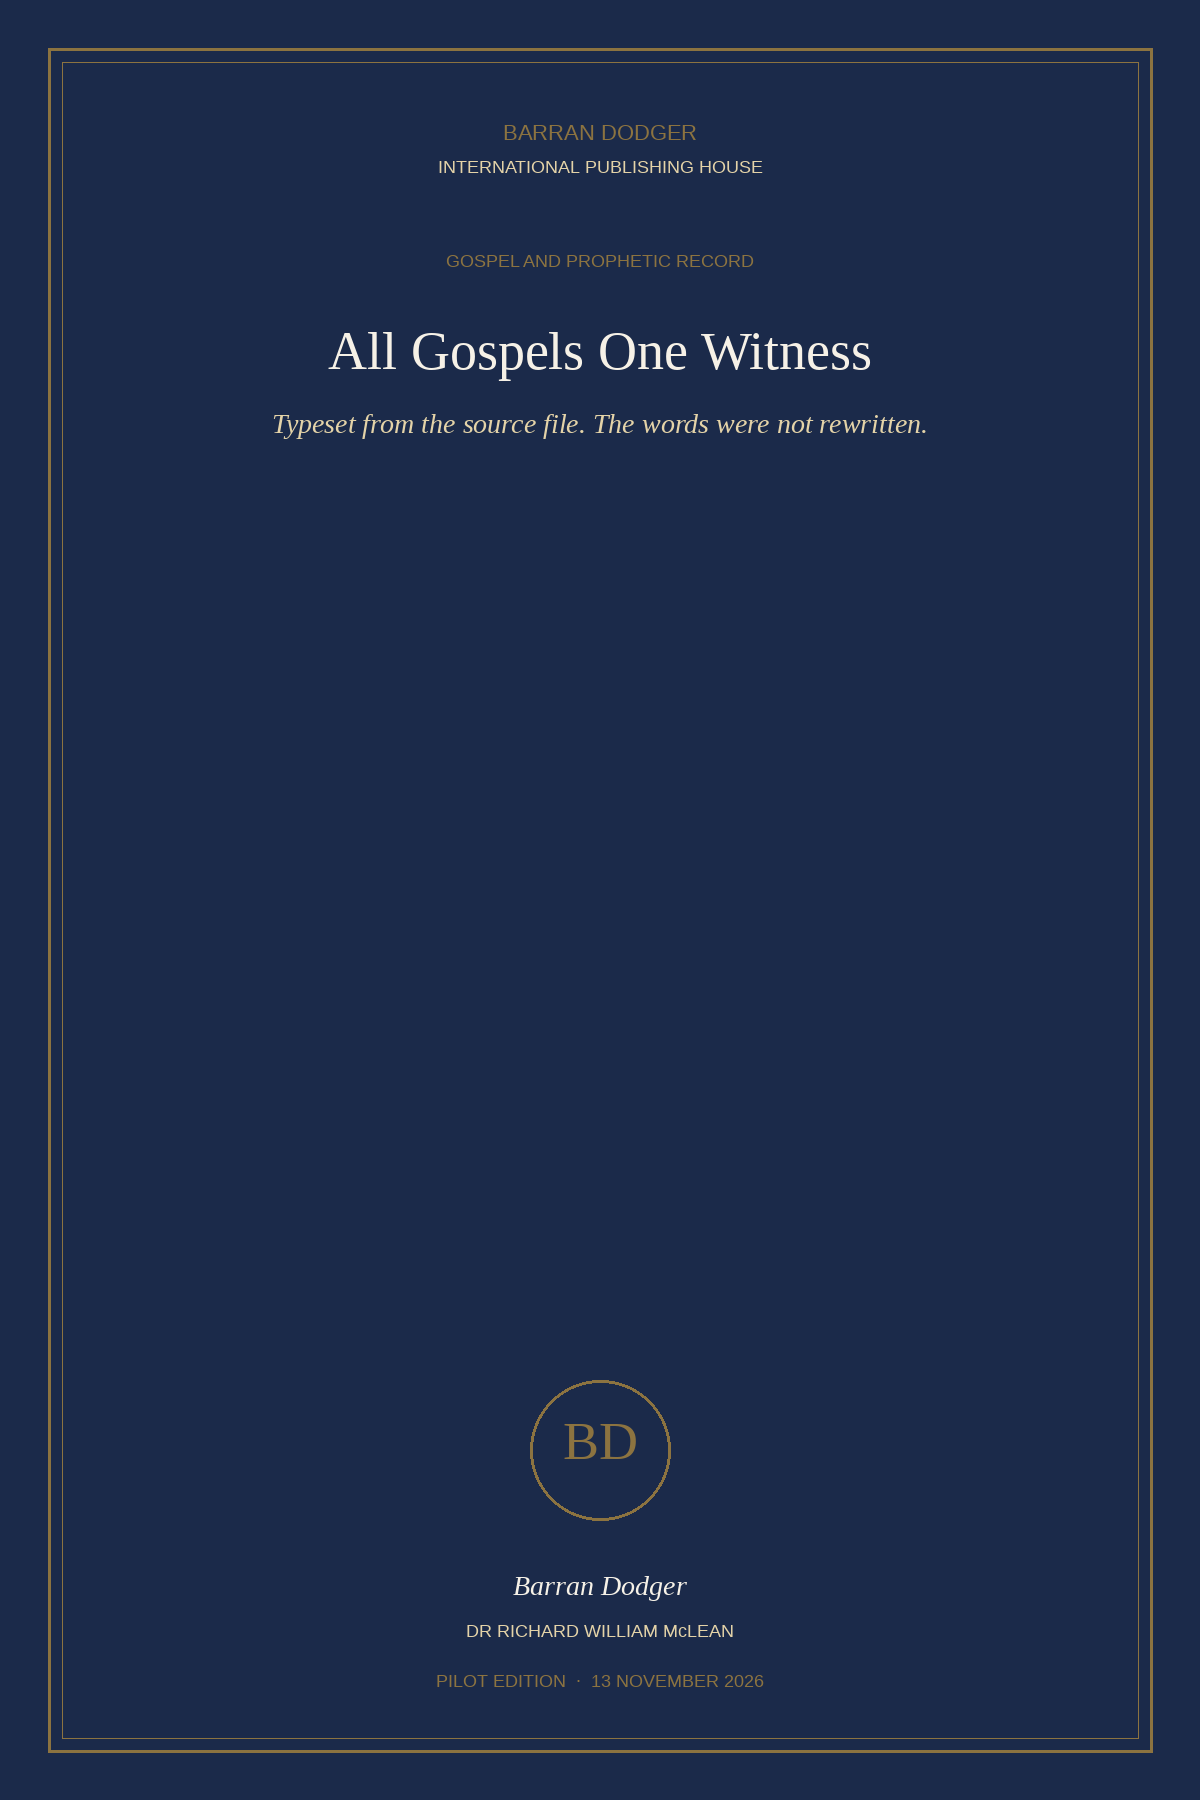 BARRAN DODGER
INTERNATIONAL PUBLISHING HOUSE
GOSPEL AND PROPHETIC RECORD
All Gospels One Witness
Typeset from the source file. The words were not rewritten.
BD
Barran Dodger
DR RICHARD WILLIAM McLEAN
PILOT EDITION · 13 NOVEMBER 2026